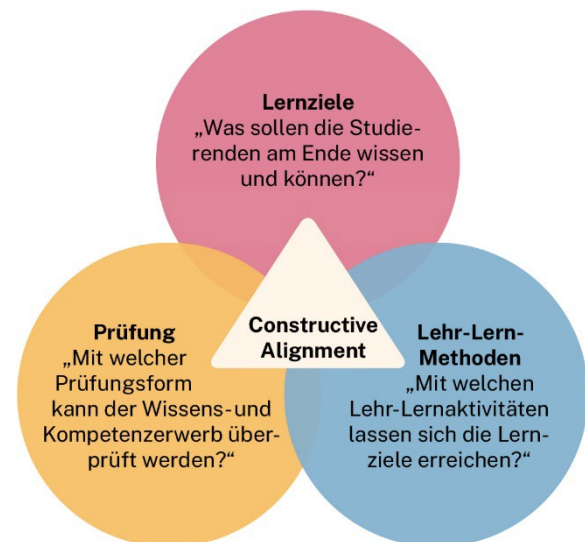 Lernziele
„Was sollen die Studie-
renden am Ende wissen
und können?“
Constructive
Alignment
Prüfung
„Mit welcher
Prüfungsform
kann der Wissens- und
Kompetenzerwerb über-
prüft werden?“
Lehr-Lern-
Methoden
„Mit welchen
Lehr-Lernaktivitäten
lassen sich die Lern-
ziele erreichen?“